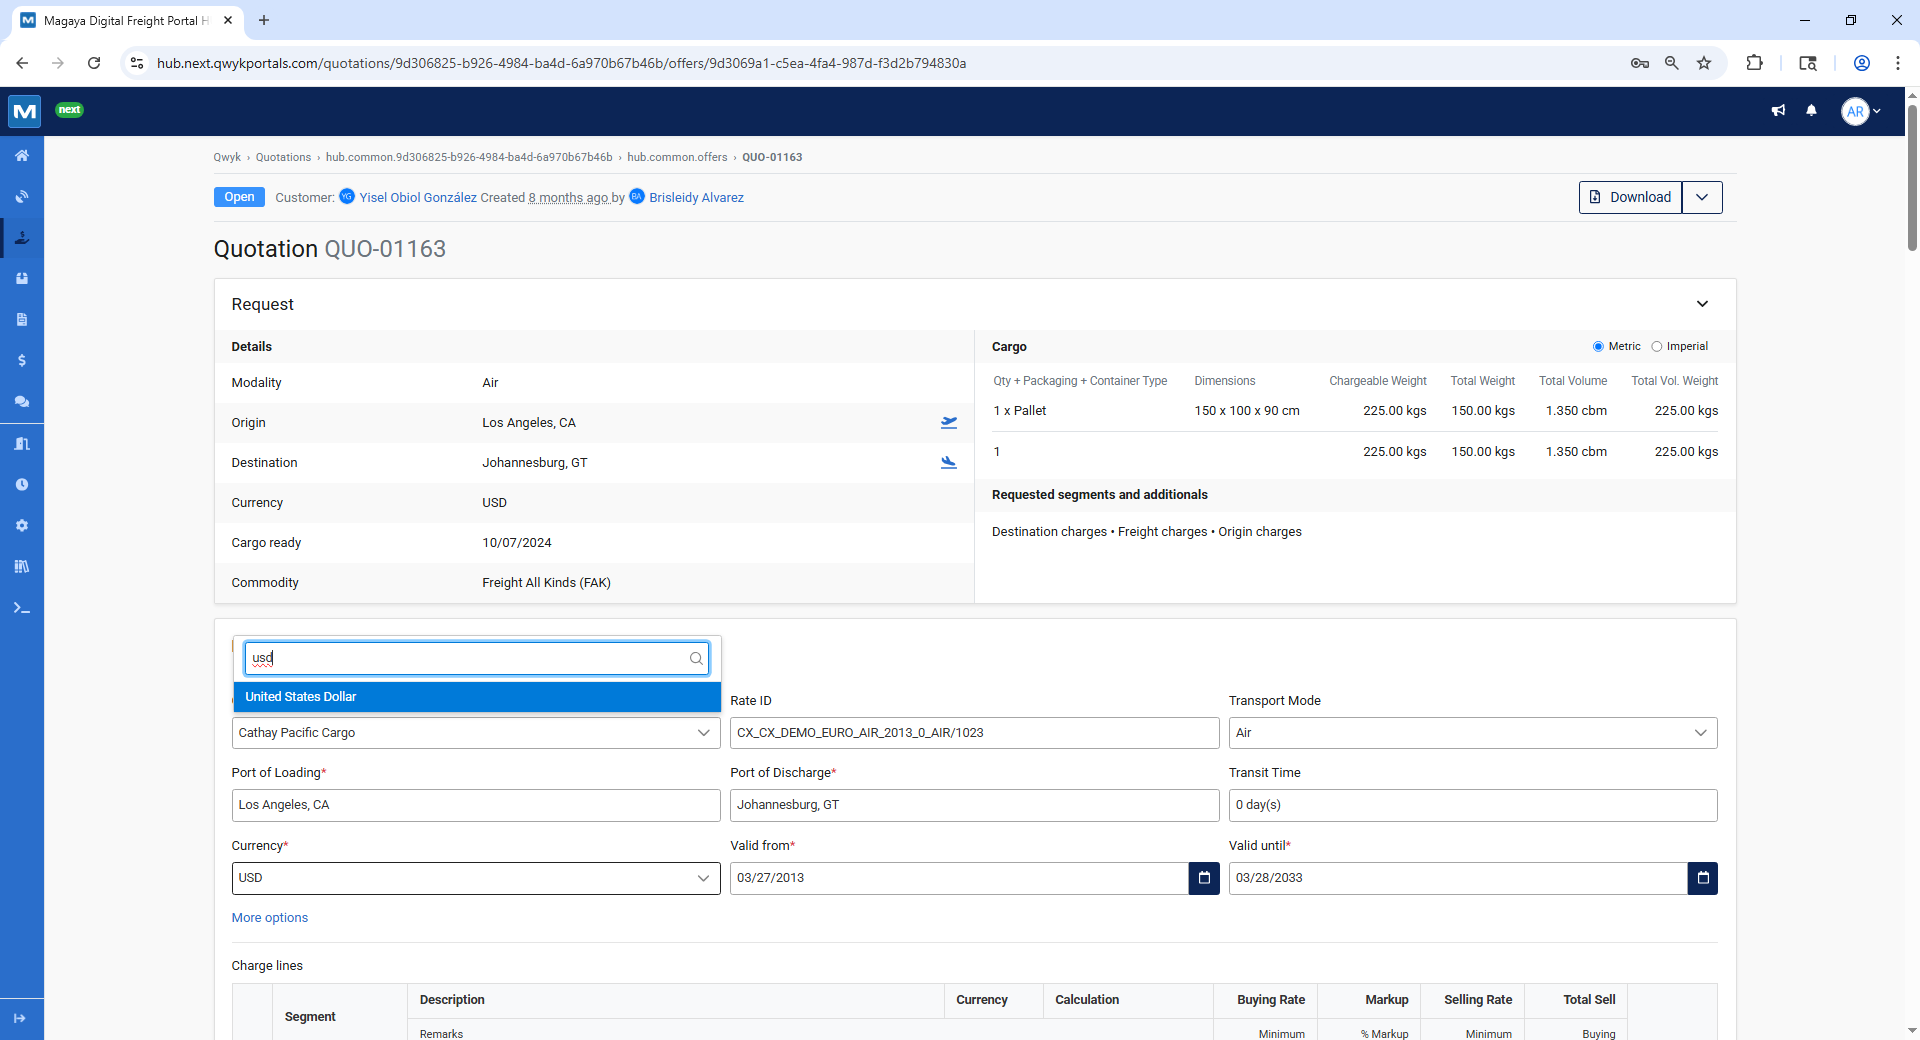 Magaya Digital Freight Portal H
hub.next.qwykportals.com/quotations/9d306825-b926-4984-ba4d-6a970b67b46b/offers/9d3069a1-c5ea-4fa4-987d-f3d2b794830a
M next AR
Qwyk › Quotations › hub.common.9d306825-b926-4984-ba4d-6a970b67b46b › hub.common.offers › QUO-01163
Open Customer: YG Yisel Obiol González Created 8 months ago by BA Brisleidy Alvarez Download
Quotation QUO-01163
Request
Details
Modality Air
Origin Los Angeles, CA
Destination Johannesburg, GT
Currency USD
Cargo ready 10/07/2024
Commodity Freight All Kinds (FAK)
Cargo Metric Imperial
Qty + Packaging + Container Type Dimensions Chargeable Weight Total Weight Total Volume Total Vol. Weight
1 x Pallet 150 x 100 x 90 cm 225.00 kgs 150.00 kgs 1.350 cbm 225.00 kgs
1 225.00 kgs 150.00 kgs 1.350 cbm 225.00 kgs
Requested segments and additionals
Destination charges • Freight charges • Origin charges
usd
United States Dollar
Rate ID Transport Mode
Cathay Pacific Cargo CX_CX_DEMO_EURO_AIR_2013_0_AIR/1023 Air
Port of Loading* Port of Discharge* Transit Time
Los Angeles, CA Johannesburg, GT 0 day(s)
Currency* Valid from* Valid until*
USD 03/27/2013 03/28/2033
More options
Charge lines
Segment Description Currency Calculation Buying Rate Markup Selling Rate Total Sell
Remarks Minimum % Markup Minimum Buying